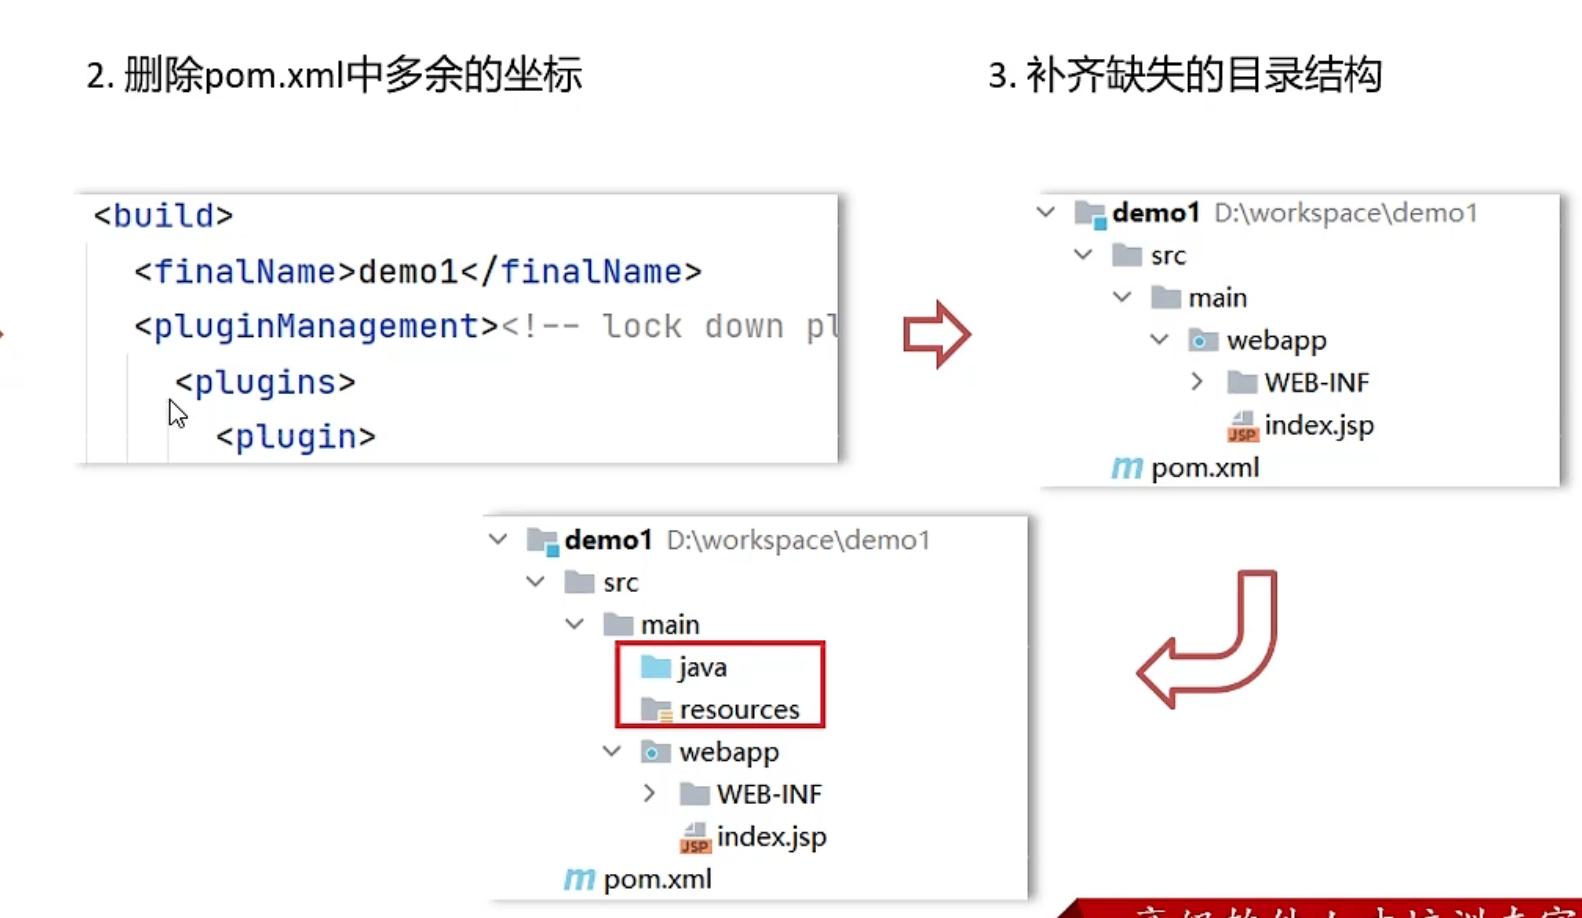 2. 删除pom.xml中多余的坐标
3. 补齐缺失的目录结构
<build>
<finalName>demo1</finalName>
<pluginManagement><!-- lock down pl
<plugins>
<plugin>
demo1 D:\workspace\demo1
src
main
webapp
WEB-INF
index.jsp
pom.xml
demo1 D:\workspace\demo1
src
main
java
resources
webapp
WEB-INF
index.jsp
pom.xml